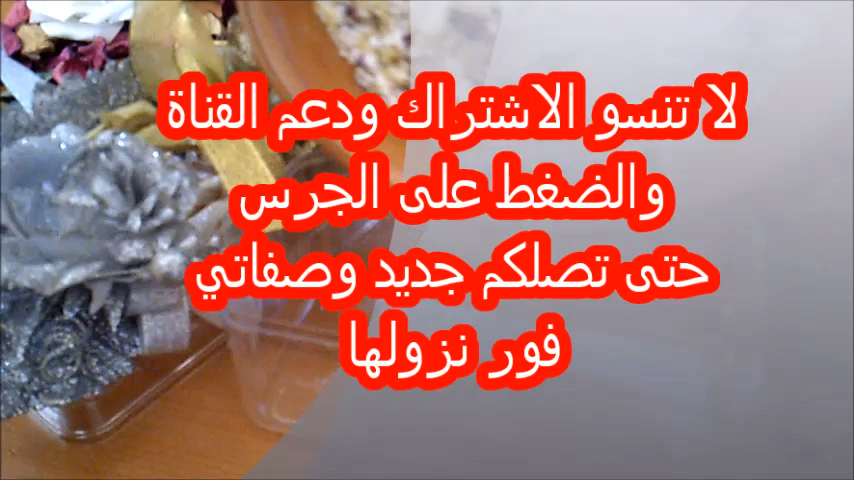 لا تنسو الاشتراك ودعم القناة
والضغط على الجرس
حتى تصلكم جديد وصفاتي
فور نزولها